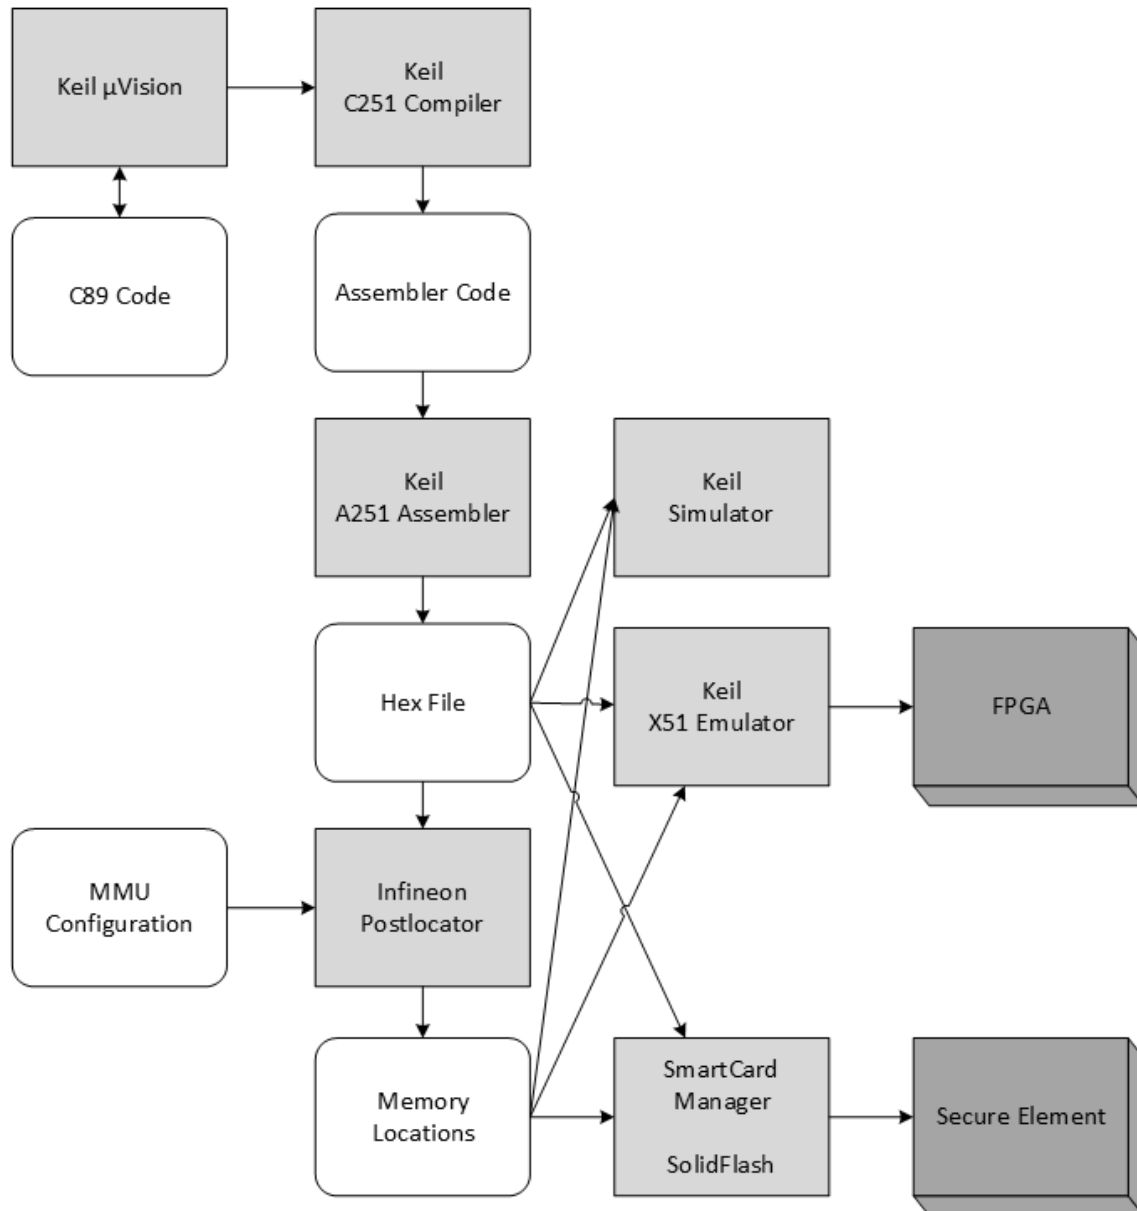 Keil µVision
Keil
C251 Compiler
C89 Code
Assembler Code
Keil
A251 Assembler
Keil
Simulator
Hex File
Keil
X51 Emulator
FPGA
MMU
Configuration
Infineon
Postlocator
Memory
Locations
SmartCard
Manager
SolidFlash
Secure Element